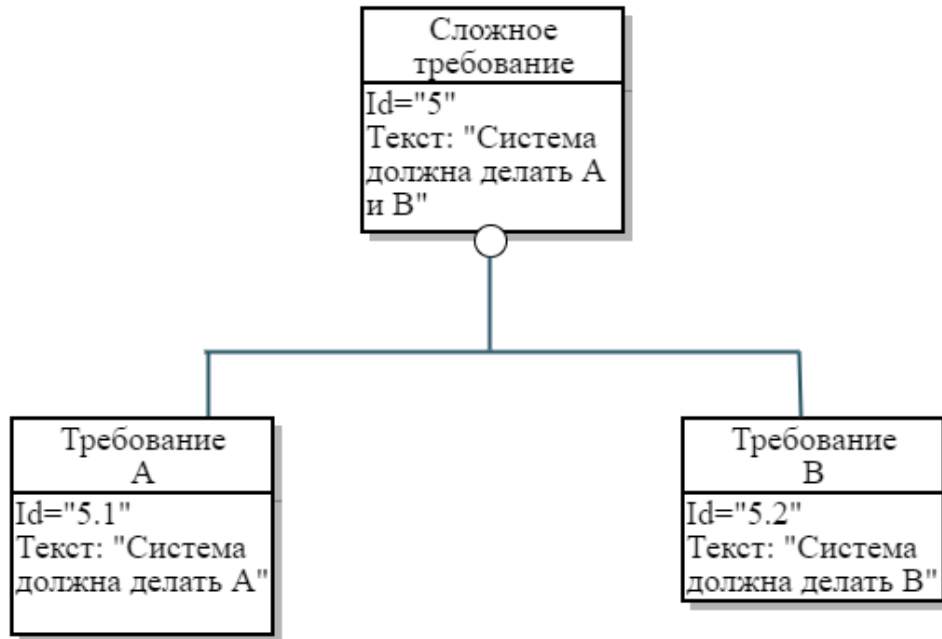 Сложное
требование
Id="5"
Текст: "Система
должна делать А
и В"
Требование
А
Id="5.1"
Текст: "Система
должна делать А"
Требование
В
Id="5.2"
Текст: "Система
должна делать В"